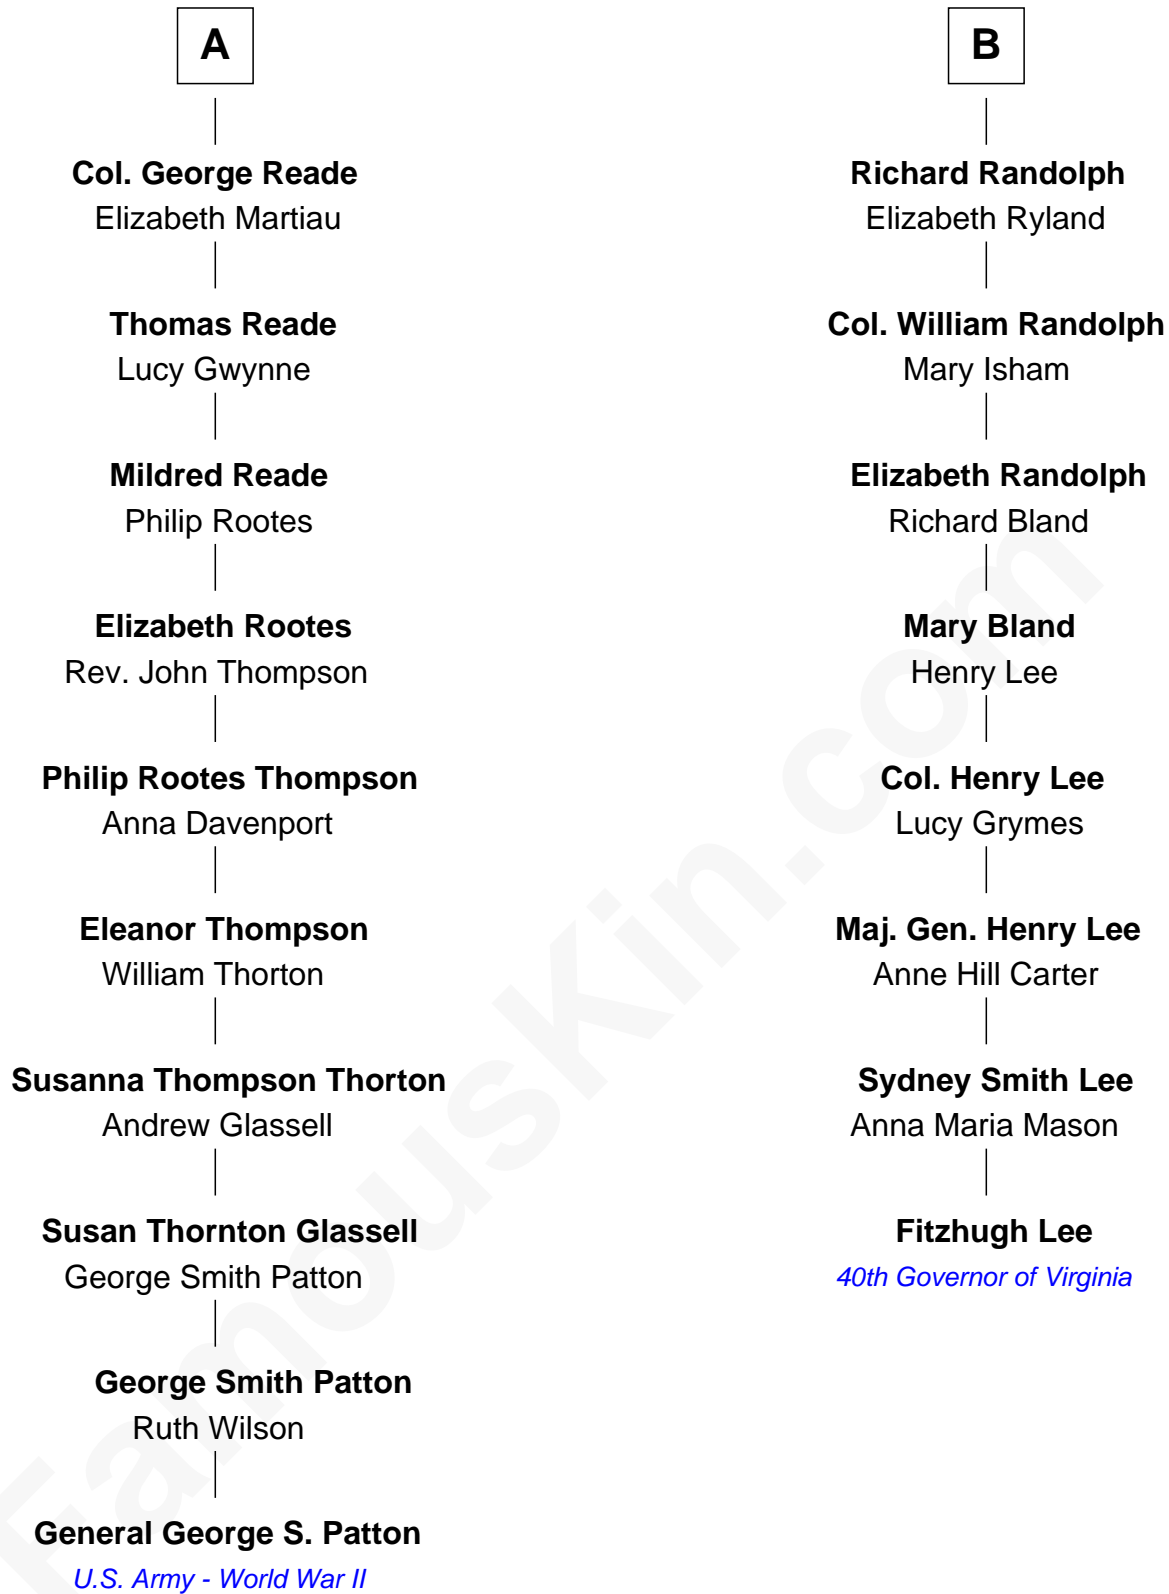 A
Col. George Reade
Elizabeth Martiau
Thomas Reade
Lucy Gwynne
Mildred Reade
Philip Rootes
Elizabeth Rootes
Rev. John Thompson
Philip Rootes Thompson
Anna Davenport
Eleanor Thompson
William Thorton
Susanna Thompson Thorton
Andrew Glassell
Susan Thornton Glassell
George Smith Patton
George Smith Patton
Ruth Wilson
General George S. Patton
U.S. Army - World War II
B
Richard Randolph
Elizabeth Ryland
Col. William Randolph
Mary Isham
Elizabeth Randolph
Richard Bland
Mary Bland
Henry Lee
Col. Henry Lee
Lucy Grymes
Maj. Gen. Henry Lee
Anne Hill Carter
Sydney Smith Lee
Anna Maria Mason
Fitzhugh Lee
40th Governor of Virginia
FamousKin.com